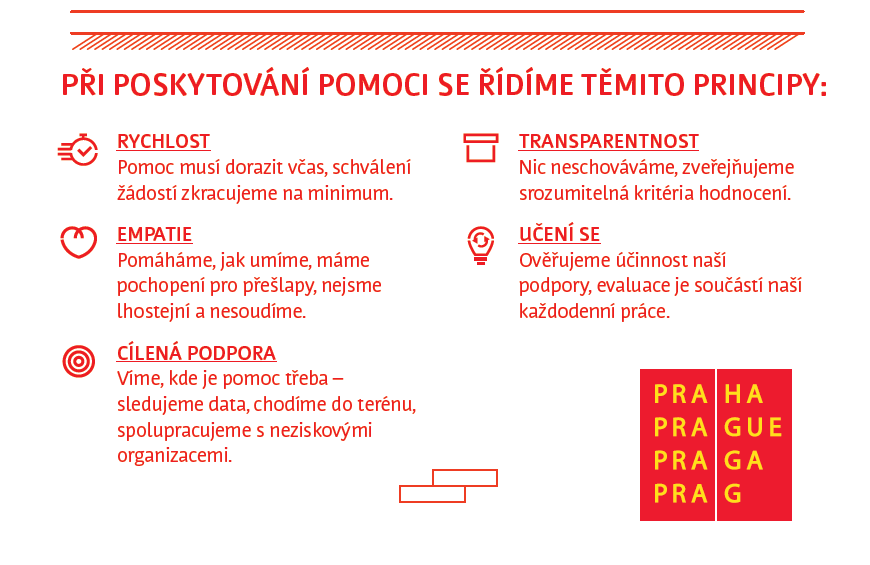 PŘI POSKYTOVÁNÍ POMOCI SE ŘÍDÍME TĚMITO PRINCIPY:
RYCHLOST
Pomoc musí dorazit včas, schválení
žádostí zkracujeme na minimum.
EMPATIE
Pomáháme, jak umíme, máme
pochopení pro přešlapy, nejsme
lhostejní a nesoudíme.
CÍLENÁ PODPORA
Víme, kde je pomoc třeba –
sledujeme data, chodíme do terénu,
spolupracujeme s neziskovými
organizacemi.
TRANSPARENTNOST
Nic neschováváme, zveřejňujeme
srozumitelná kritéria hodnocení.
UČENÍ SE
Ověřujeme účinnost naší
podpory, evaluace je součástí naší
každodenní práce.
PRA HA
PRA GUE
PRA GA
PRA G